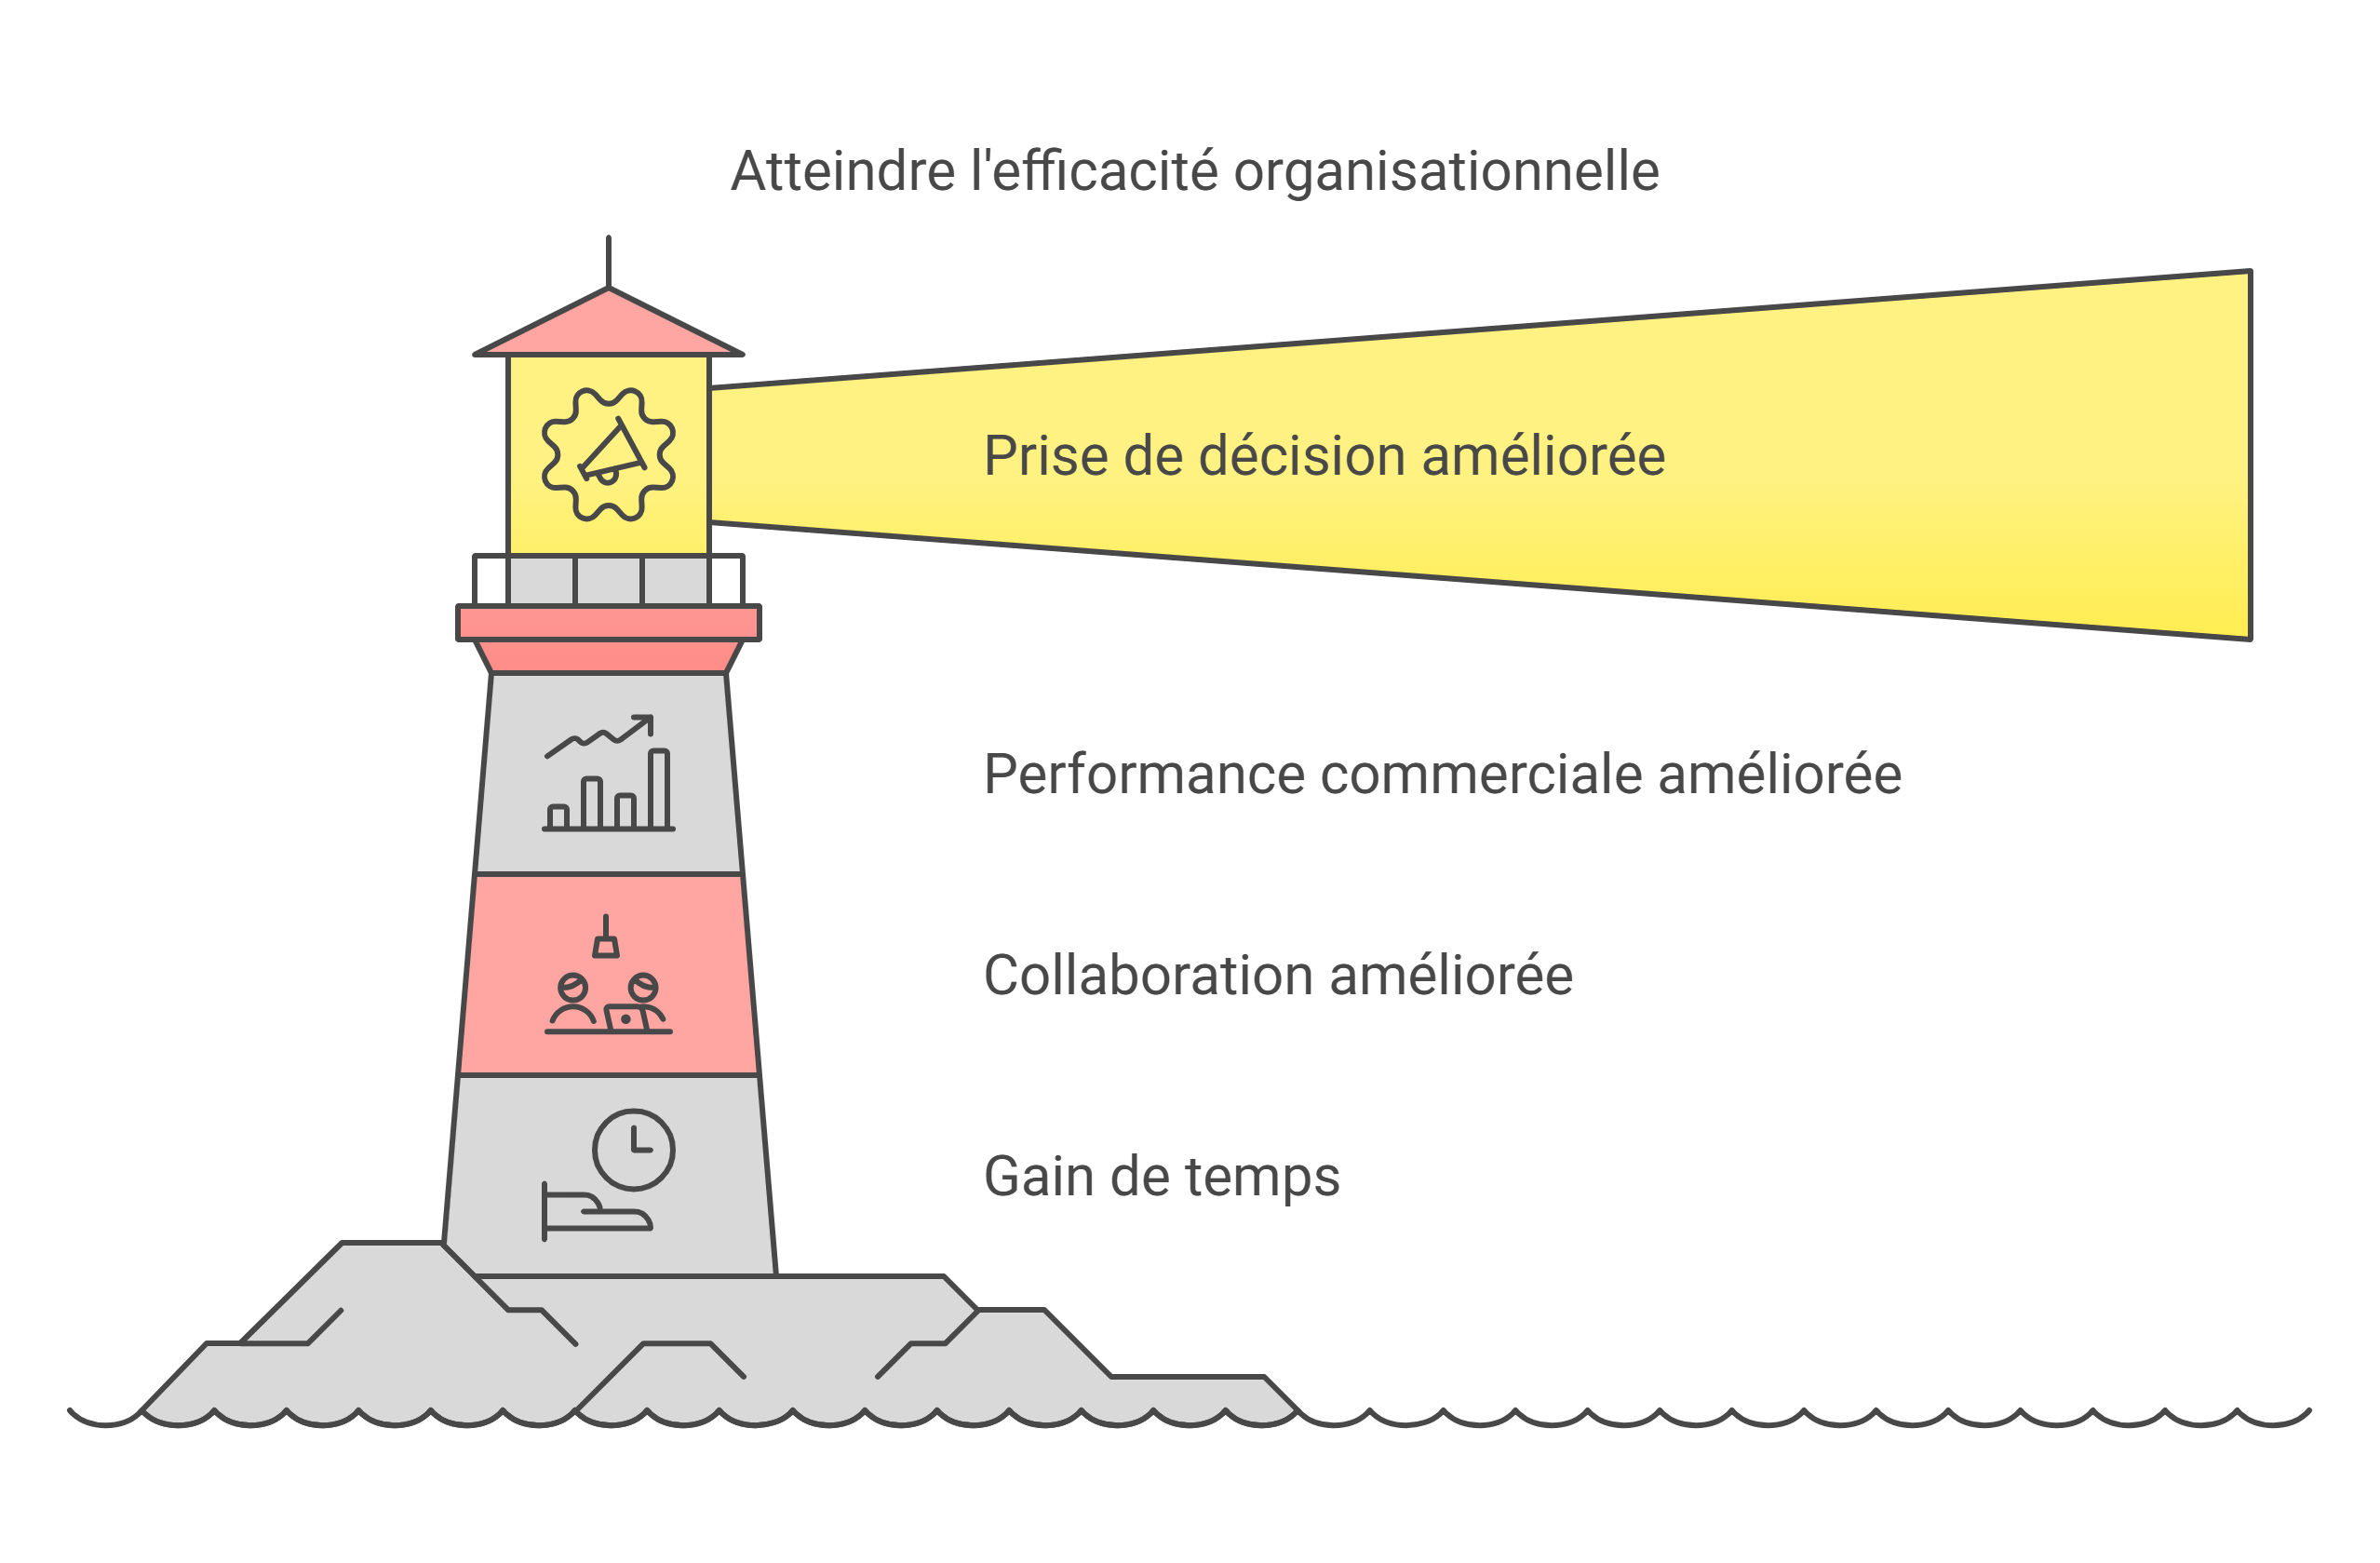 Atteindre l'efficacité organisationnelle
Prise de décision améliorée
Performance commerciale améliorée
Collaboration améliorée
Gain de temps